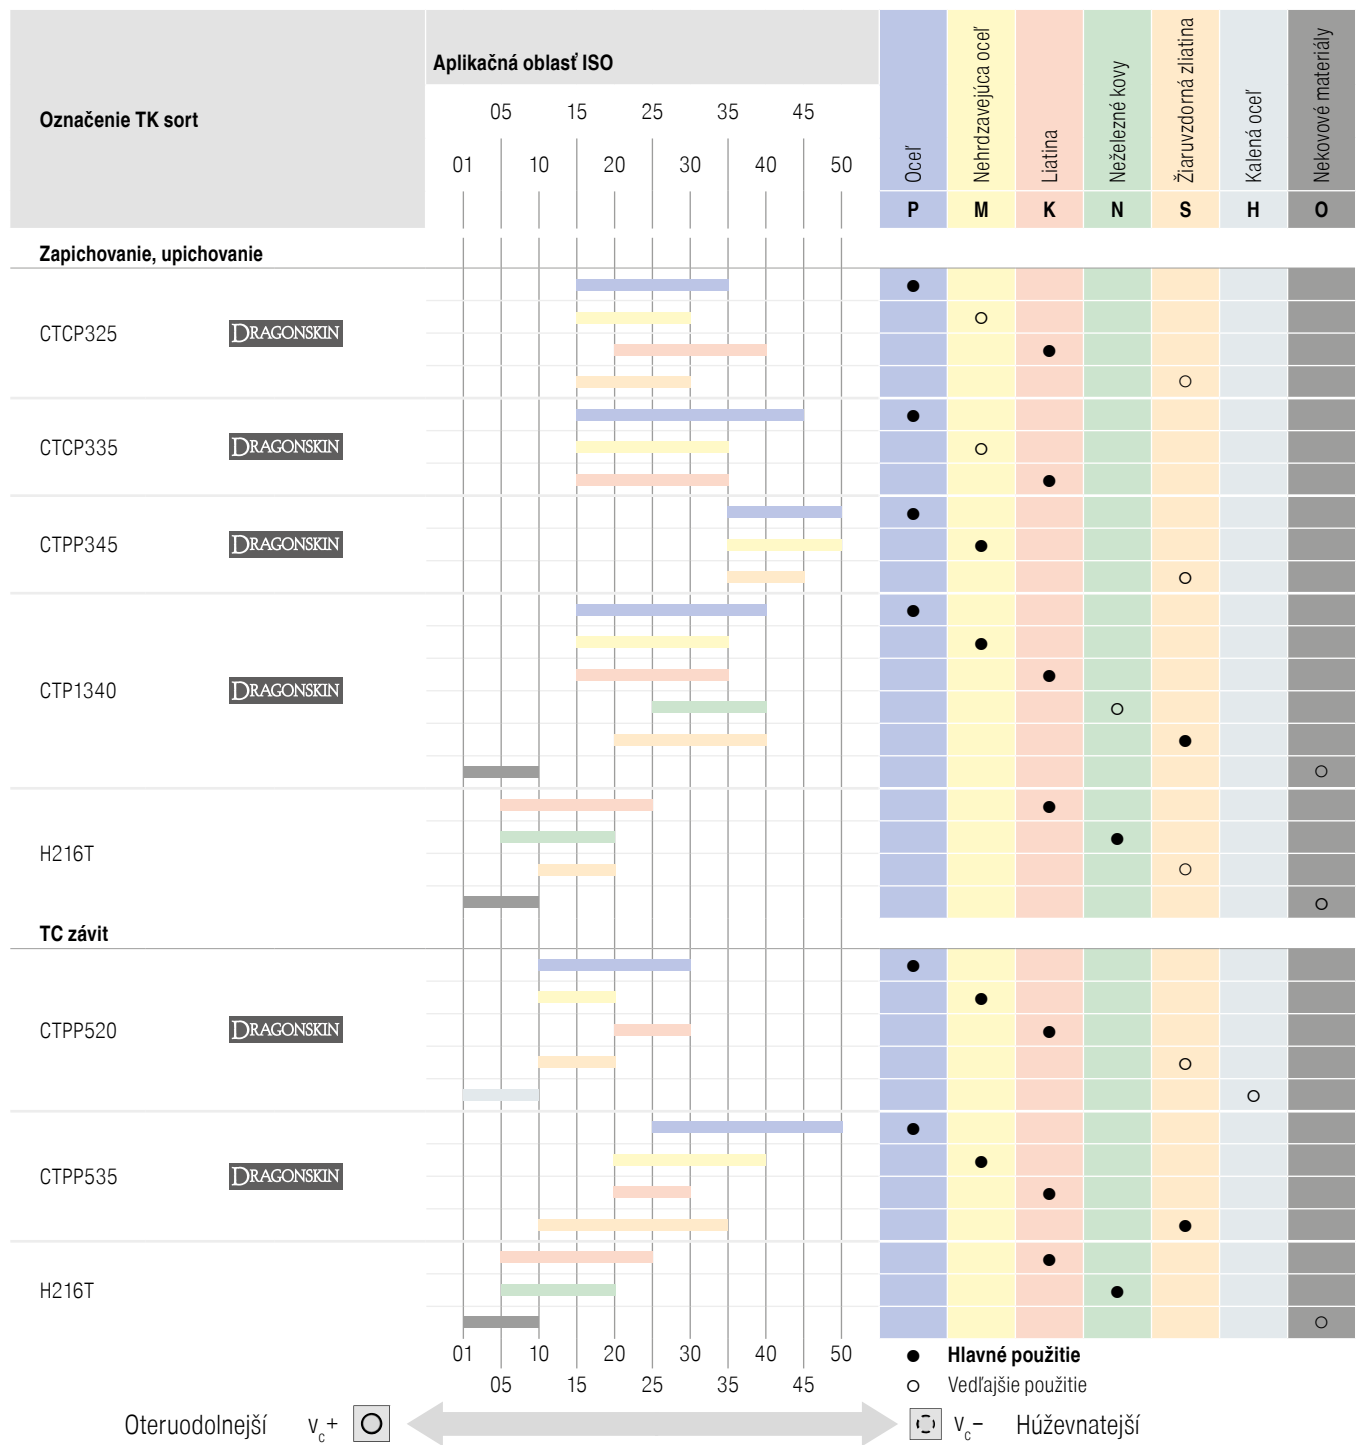 Označenie TK sort
Aplikačná oblasť ISO
05 15 25 35 45
01 10 20 30 40 50
Oceľ
Nehrdzavejúca oceľ
Liatina
Neželezné kovy
Žiaruvzdorná zliatina
Kalená oceľ
Nekovové materiály
P M K N S H O
Zapichovanie, upichovanie
CTCP325 DRAGONSKIN
CTCP335 DRAGONSKIN
CTPP345 DRAGONSKIN
CTP1340 DRAGONSKIN
H216T
TC závit
CTPP520 DRAGONSKIN
CTPP535 DRAGONSKIN
H216T
01 10 20 30 40 50
05 15 25 35 45
● Hlavné použitie
○ Vedľajšie použitie
Oteruodolnejší vc+
vc– Húževnatejší